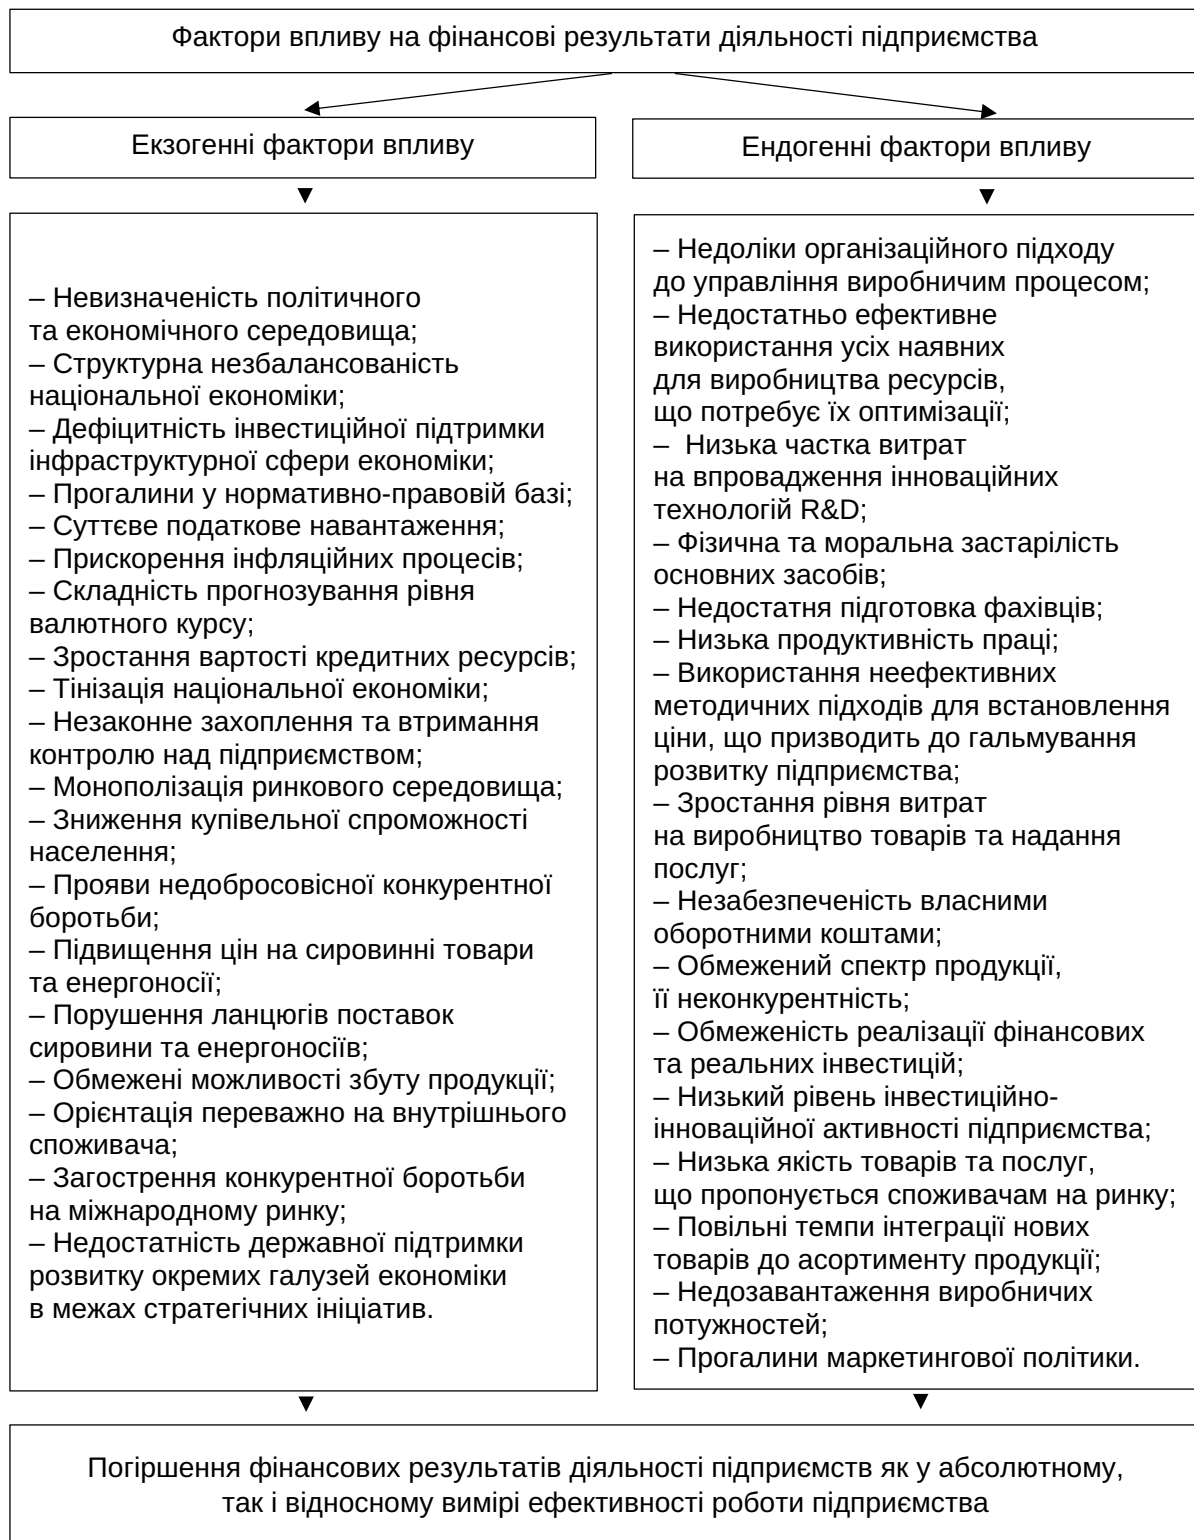 Фактори впливу на фінансові результати діяльності підприємства
Екзогенні фактори впливу
Ендогенні фактори впливу
– Невизначеність політичного
та економічного середовища;
– Структурна незбалансованість
національної економіки;
– Дефіцитність інвестиційної підтримки
інфраструктурної сфери економіки;
– Прогалини у нормативно-правовій базі;
– Суттєве податкове навантаження;
– Прискорення інфляційних процесів;
– Складність прогнозування рівня
валютного курсу;
– Зростання вартості кредитних ресурсів;
– Тінізація національної економіки;
– Незаконне захоплення та втримання
контролю над підприємством;
– Монополізація ринкового середовища;
– Зниження купівельної спроможності
населення;
– Прояви недобросовісної конкурентної
боротьби;
– Підвищення цін на сировинні товари
та енергоносії;
– Порушення ланцюгів поставок
сировини та енергоносіїв;
– Обмежені можливості збуту продукції;
– Орієнтація переважно на внутрішнього
споживача;
– Загострення конкурентної боротьби
на міжнародному ринку;
– Недостатність державної підтримки
розвитку окремих галузей економіки
в межах стратегічних ініціатив.
– Недоліки організаційного підходу
до управління виробничим процесом;
– Недостатньо ефективне
використання усіх наявних
для виробництва ресурсів,
що потребує їх оптимізації;
– Низька частка витрат
на впровадження інноваційних
технологій R&D;
– Фізична та моральна застарілість
основних засобів;
– Недостатня підготовка фахівців;
– Низька продуктивність праці;
– Використання неефективних
методичних підходів для встановлення
ціни, що призводить до гальмування
розвитку підприємства;
– Зростання рівня витрат
на виробництво товарів та надання
послуг;
– Незабезпеченість власними
оборотними коштами;
– Обмежений спектр продукції,
її неконкурентність;
– Обмеженість реалізації фінансових
та реальних інвестицій;
– Низький рівень інвестиційно-
інноваційної активності підприємства;
– Низька якість товарів та послуг,
що пропонується споживачам на ринку;
– Повільні темпи інтеграції нових
товарів до асортименту продукції;
– Недозавантаження виробничих
потужностей;
– Прогалини маркетингової політики.
Погіршення фінансових результатів діяльності підприємств як у абсолютному,
так і відносному вимірі ефективності роботи підприємства